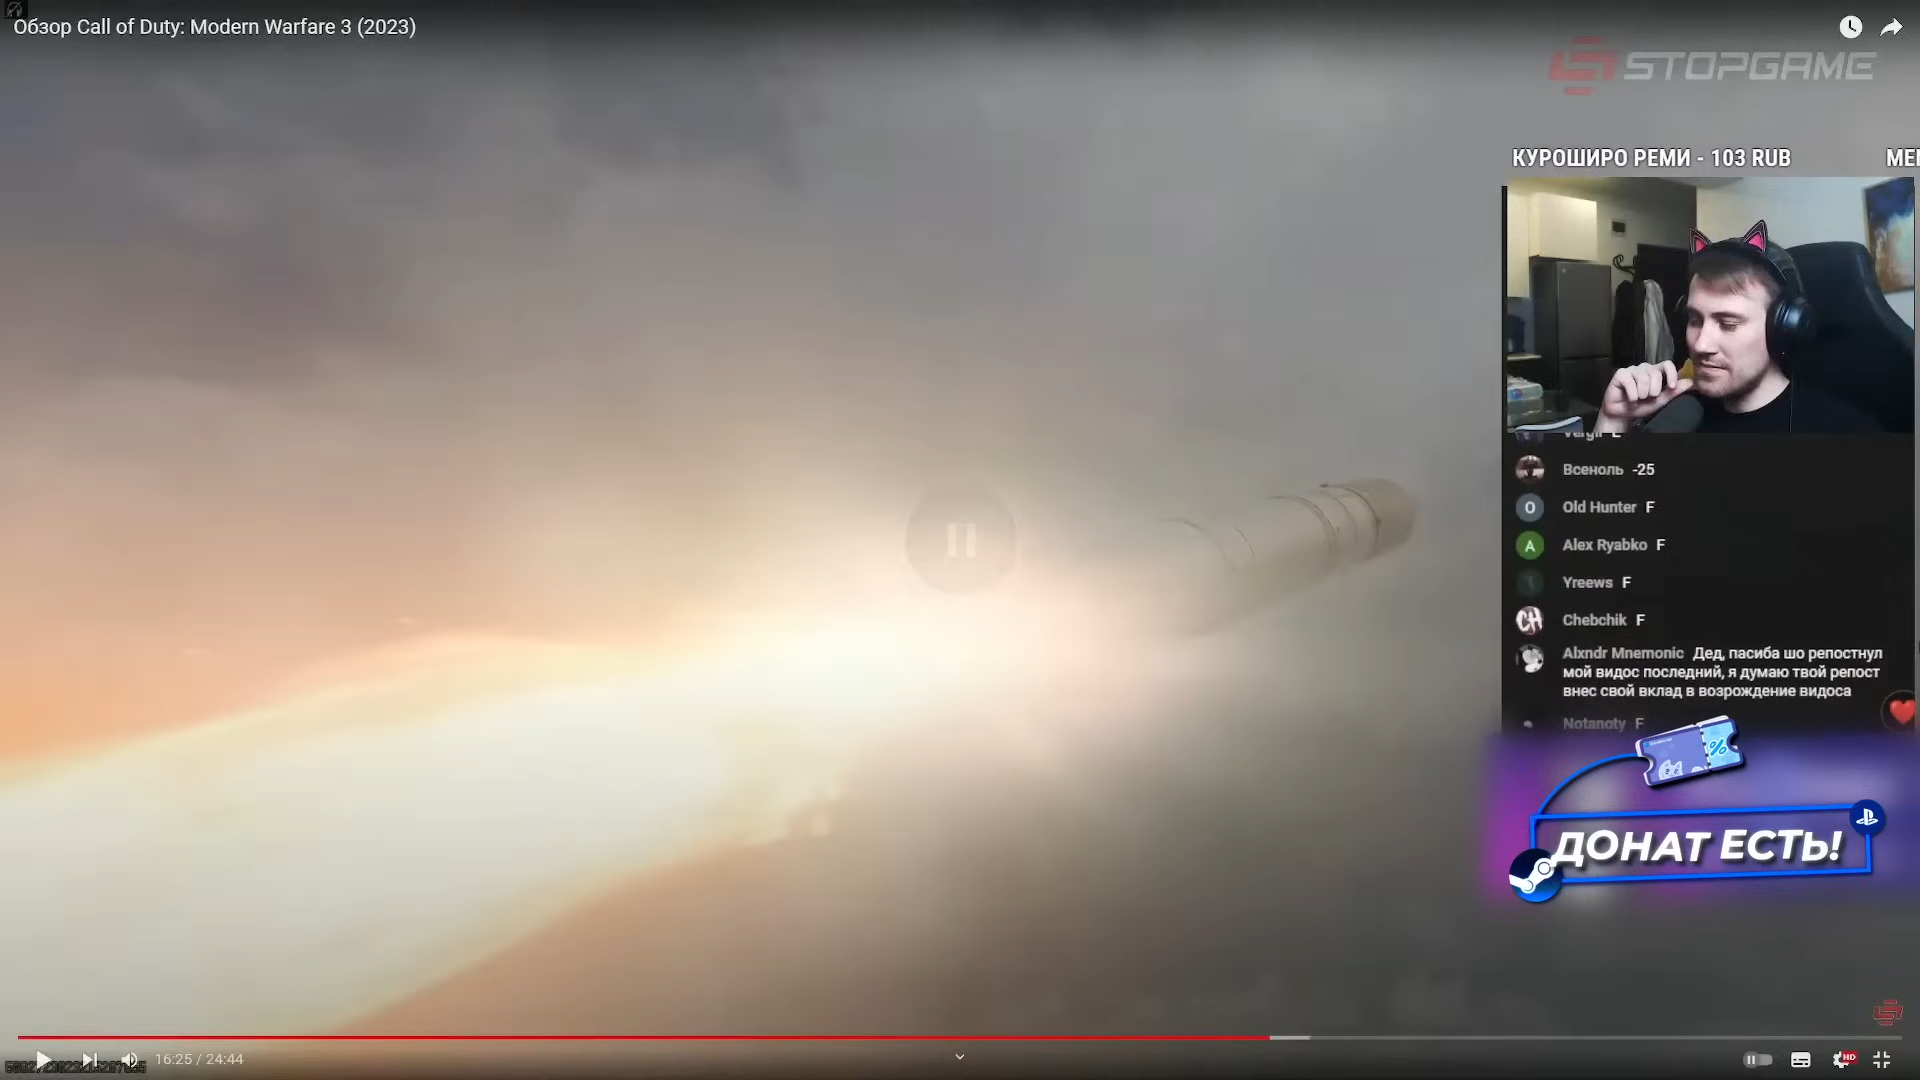 Обзор Call of Duty: Modern Warfare 3 (2023)
STOPGAME
КУРОШИРО РЕМИ - 103 RUB
Всеноль -25
O Old Hunter F
A Alex Ryabko F
Yreews F
Chebchik F
Alxndr Mnemonic Дед, пасиба шо репостнул
мой видос последний, я думаю твой репост
внес свой вклад в возрождение видоса
Notanoty F
%
ДОНАТ ЕСТЬ!
16:25 / 24:44
HD